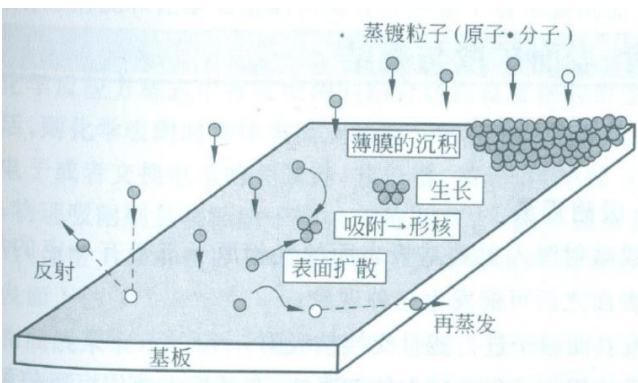 · 蒸镀粒子(原子•分子)
薄膜的沉积
生长
吸附→形核
反射
表面扩散
再蒸发
基板